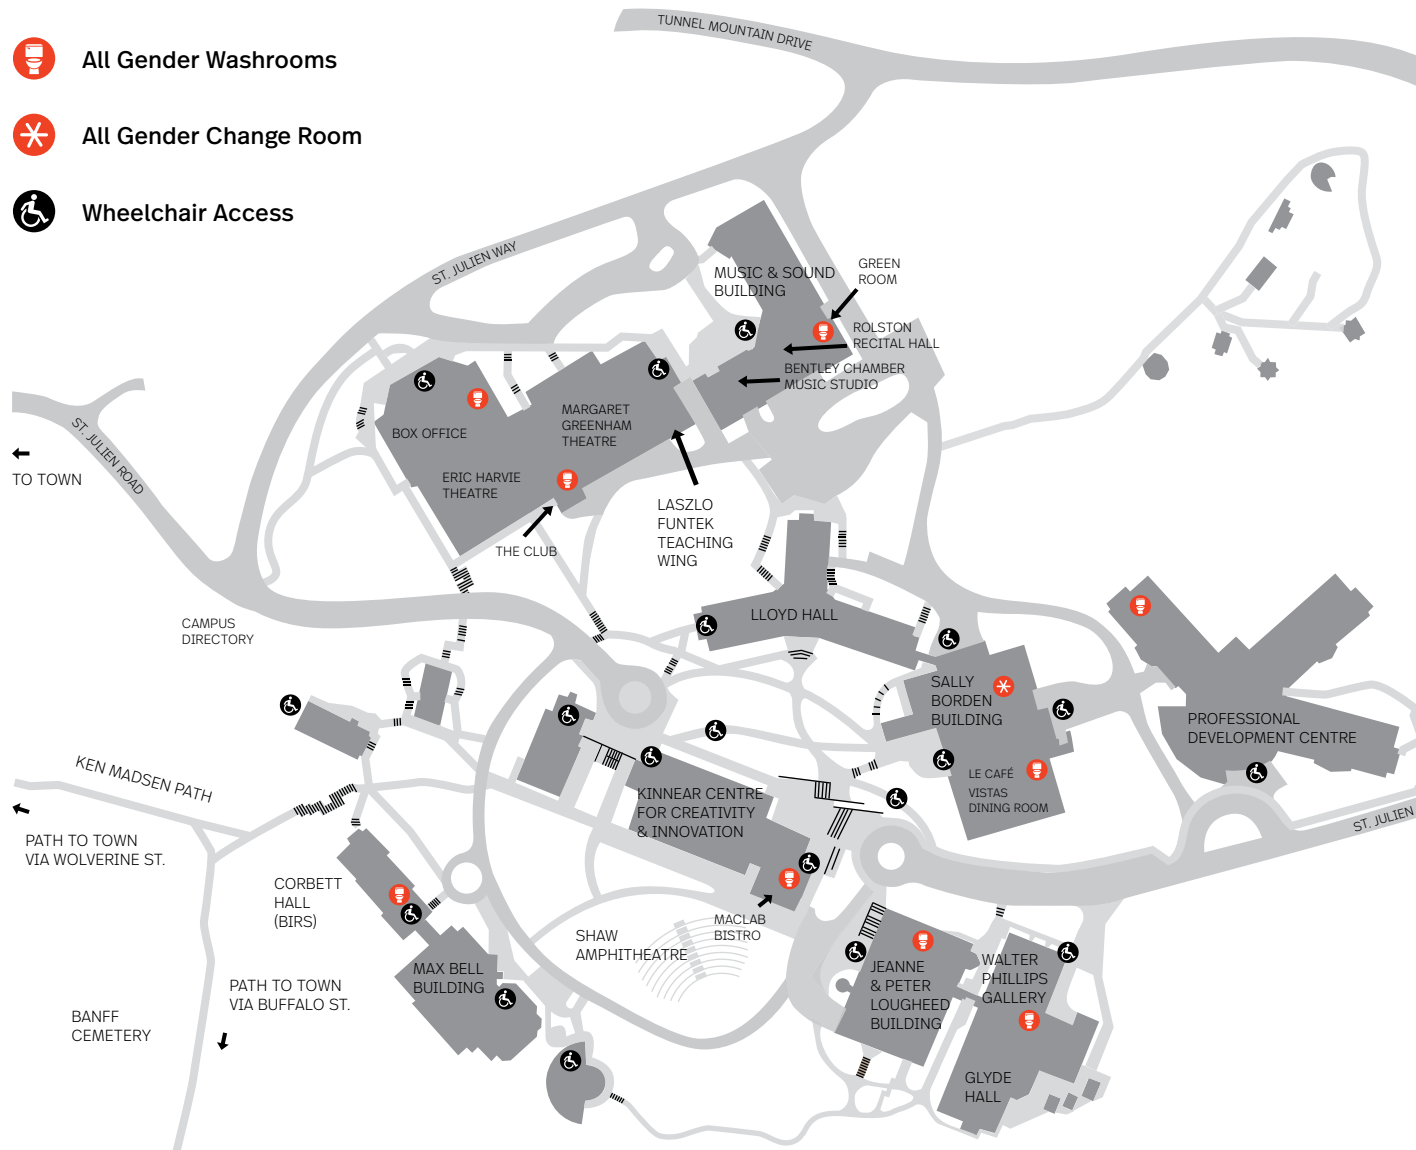 All Gender Washrooms
All Gender Change Room
Wheelchair Access
TUNNEL MOUNTAIN DRIVE
ST. JULIEN WAY
MUSIC & SOUND
BUILDING
GREEN
ROOM
ROLSTON
RECITAL HALL
BENTLEY CHAMBER
MUSIC STUDIO
MARGARET
GREENHAM
THEATRE
BOX OFFICE
ERIC HARVIE
THEATRE
ST. JULIEN ROAD
TO TOWN
LASZLO
FUNTEK
TEACHING
WING
THE CLUB
CAMPUS
DIRECTORY
LLOYD HALL
SALLY
BORDEN
BUILDING
LE CAFÉ
VISTAS
DINING ROOM
PROFESSIONAL
DEVELOPMENT CENTRE
ST. JULIEN
KEN MADSEN PATH
PATH TO TOWN
VIA WOLVERINE ST.
KINNEAR CENTRE
FOR CREATIVITY
& INNOVATION
CORBETT
HALL
(BIRS)
MACLAB
BISTRO
SHAW
AMPHITHEATRE
MAX BELL
BUILDING
JEANNE
& PETER
LOUGHEED
BUILDING
WALTER
PHILLIPS
GALLERY
PATH TO TOWN
VIA BUFFALO ST.
BANFF
CEMETERY
GLYDE
HALL